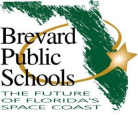 Brevard
Public
Schools
THE FUTURE
OF FLORIDA'S
SPACE COAST